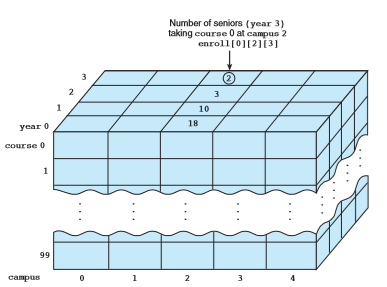 Number of seniors (year 3)
taking course 0 at campus 2
enroll[0][2][3]
3
2
2
3
1
10
year 0
18
course 0
1
99
campus
0
1
2
3
4